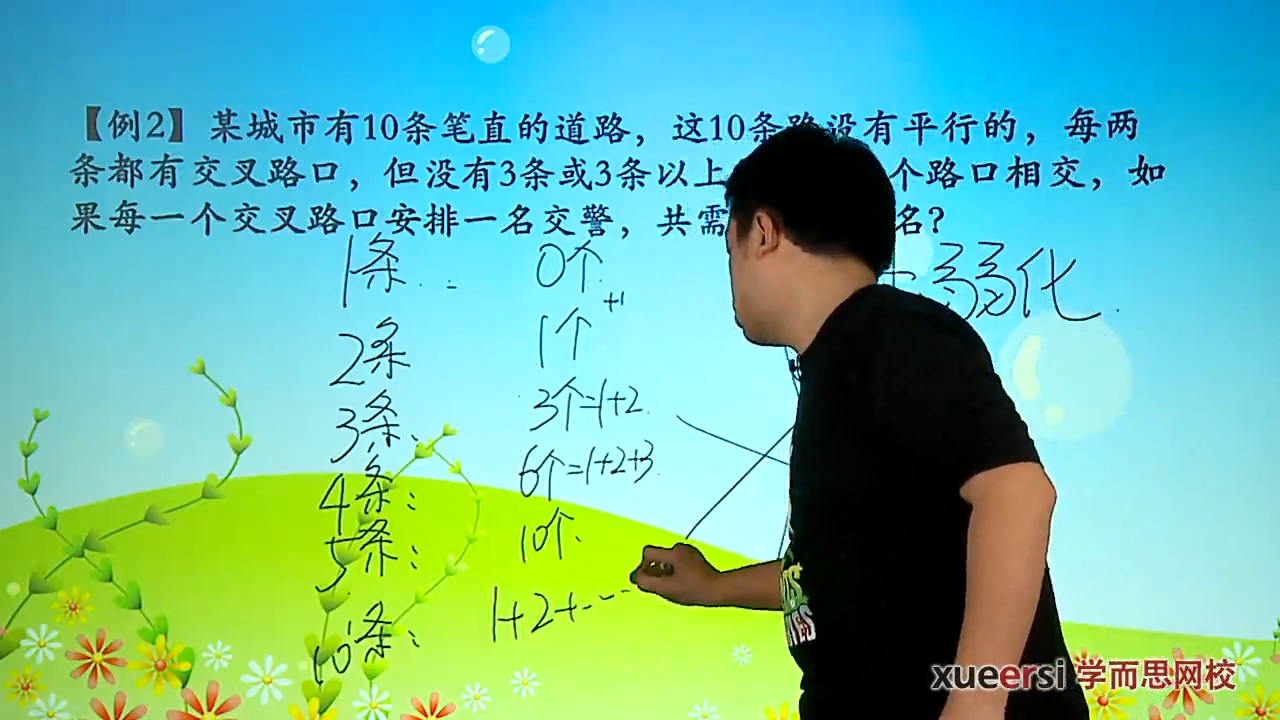 【例2】某城市有10条笔直的道路，这10条路没有平行的，每两
条都有交叉路口，但没有3条或3条以上 个路口相交，如
果每一个交叉路口安排一名交警，共需 名？
1条 0个
弱化
+1
2条 1个
3条 3个=1+2
4条： 6个=1+2+3
5条： 10个
10条： 1+2+---
xueersi 学而思网校